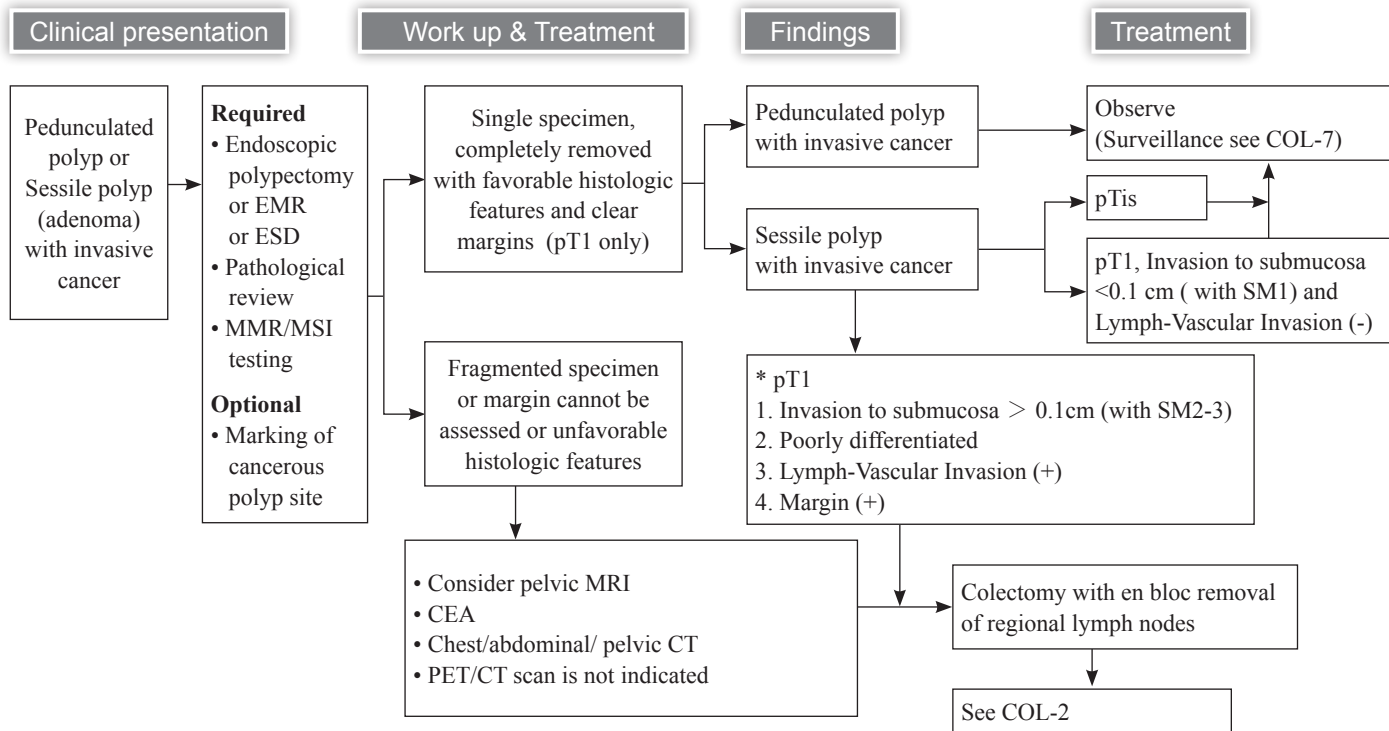 Clinical presentation
Work up & Treatment
Findings
Treatment
Pedunculated
polyp or
Sessile polyp
(adenoma)
with invasive
cancer
Required
• Endoscopic
polypectomy
or EMR
or ESD
• Pathological
review
• MMR/MSI
testing
Optional
• Marking of
cancerous
polyp site
Single specimen,
completely removed
with favorable histologic
features and clear
margins (pT1 only)
Fragmented specimen
or margin cannot be
assessed or unfavorable
histologic features
Pedunculated polyp
with invasive cancer
Sessile polyp
with invasive cancer
Observe
(Surveillance see COL-7)
pTis
pT1, Invasion to submucosa
<0.1 cm ( with SM1) and
Lymph-Vascular Invasion (-)
* pT1
1. Invasion to submucosa > 0.1cm (with SM2-3)
2. Poorly differentiated
3. Lymph-Vascular Invasion (+)
4. Margin (+)
• Consider pelvic MRI
• CEA
• Chest/abdominal/ pelvic CT
• PET/CT scan is not indicated
Colectomy with en bloc removal
of regional lymph nodes
See COL-2